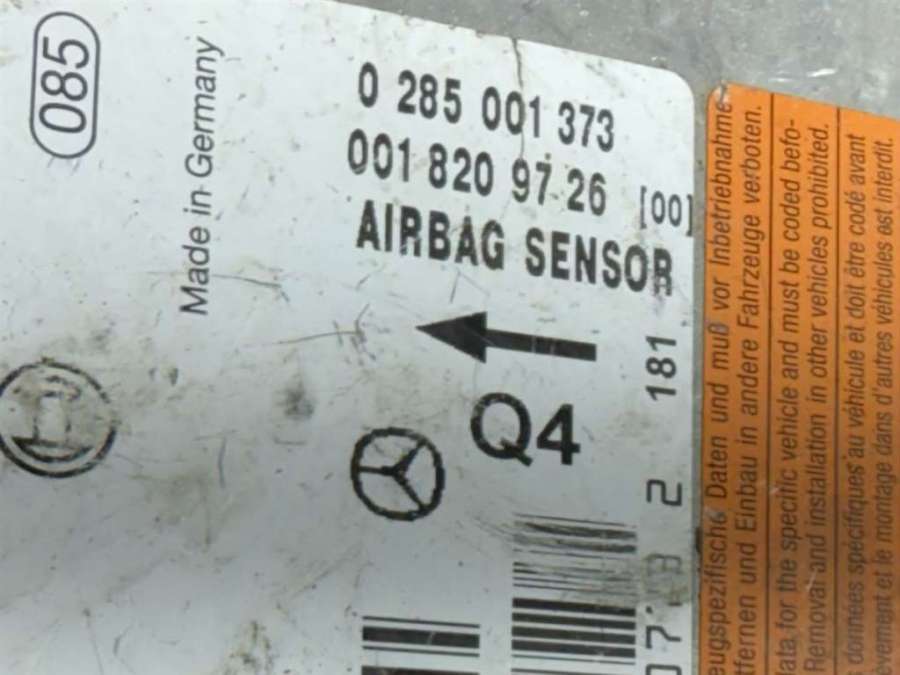 085
Made in Germany
0 285 001 373
001 820 97 26 [00]
AIRBAG SENSOR
Q4
181
2
Daten und muß vor Inbetriebnahme
und Einbau in andere Fahrzeuge verboten.
for the specific vehicle and must be coded befo-
Removal and installation in other vehicles prohibited.
données spécifiques au véhicule et doit être codé avant
et le montage dans d'autres véhicules est interdit.